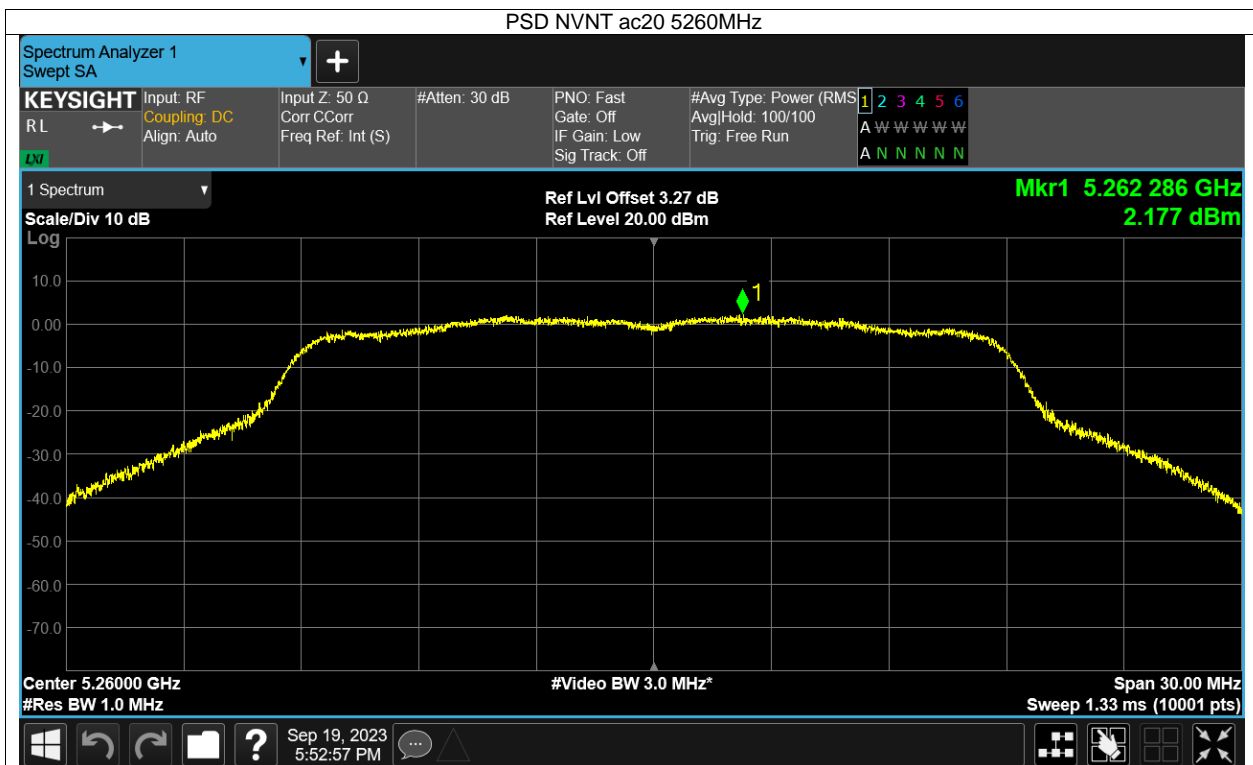 PSD NVNT ac20 5260MHz
Spectrum Analyzer 1
Swept SA
+
KEYSIGHT
RL
LXI
Input: RF
Coupling: DC
Align: Auto
Input Z: 50 Ω
Corr CCorr
Freq Ref: Int (S)
#Atten: 30 dB
PNO: Fast
Gate: Off
IF Gain: Low
Sig Track: Off
#Avg Type: Power (RMS
Avg|Hold: 100/100
Trig: Free Run
1 2 3 4 5 6
A W W W W W
A N N N N N
1 Spectrum
Scale/Div 10 dB
Ref Lvl Offset 3.27 dB
Ref Level 20.00 dBm
Mkr1 5.262 286 GHz
2.177 dBm
Log
10.0
0.00
-10.0
-20.0
-30.0
-40.0
-50.0
-60.0
-70.0
1
Center 5.26000 GHz
#Res BW 1.0 MHz
#Video BW 3.0 MHz*
Span 30.00 MHz
Sweep 1.33 ms (10001 pts)
?
Sep 19, 2023
5:52:57 PM